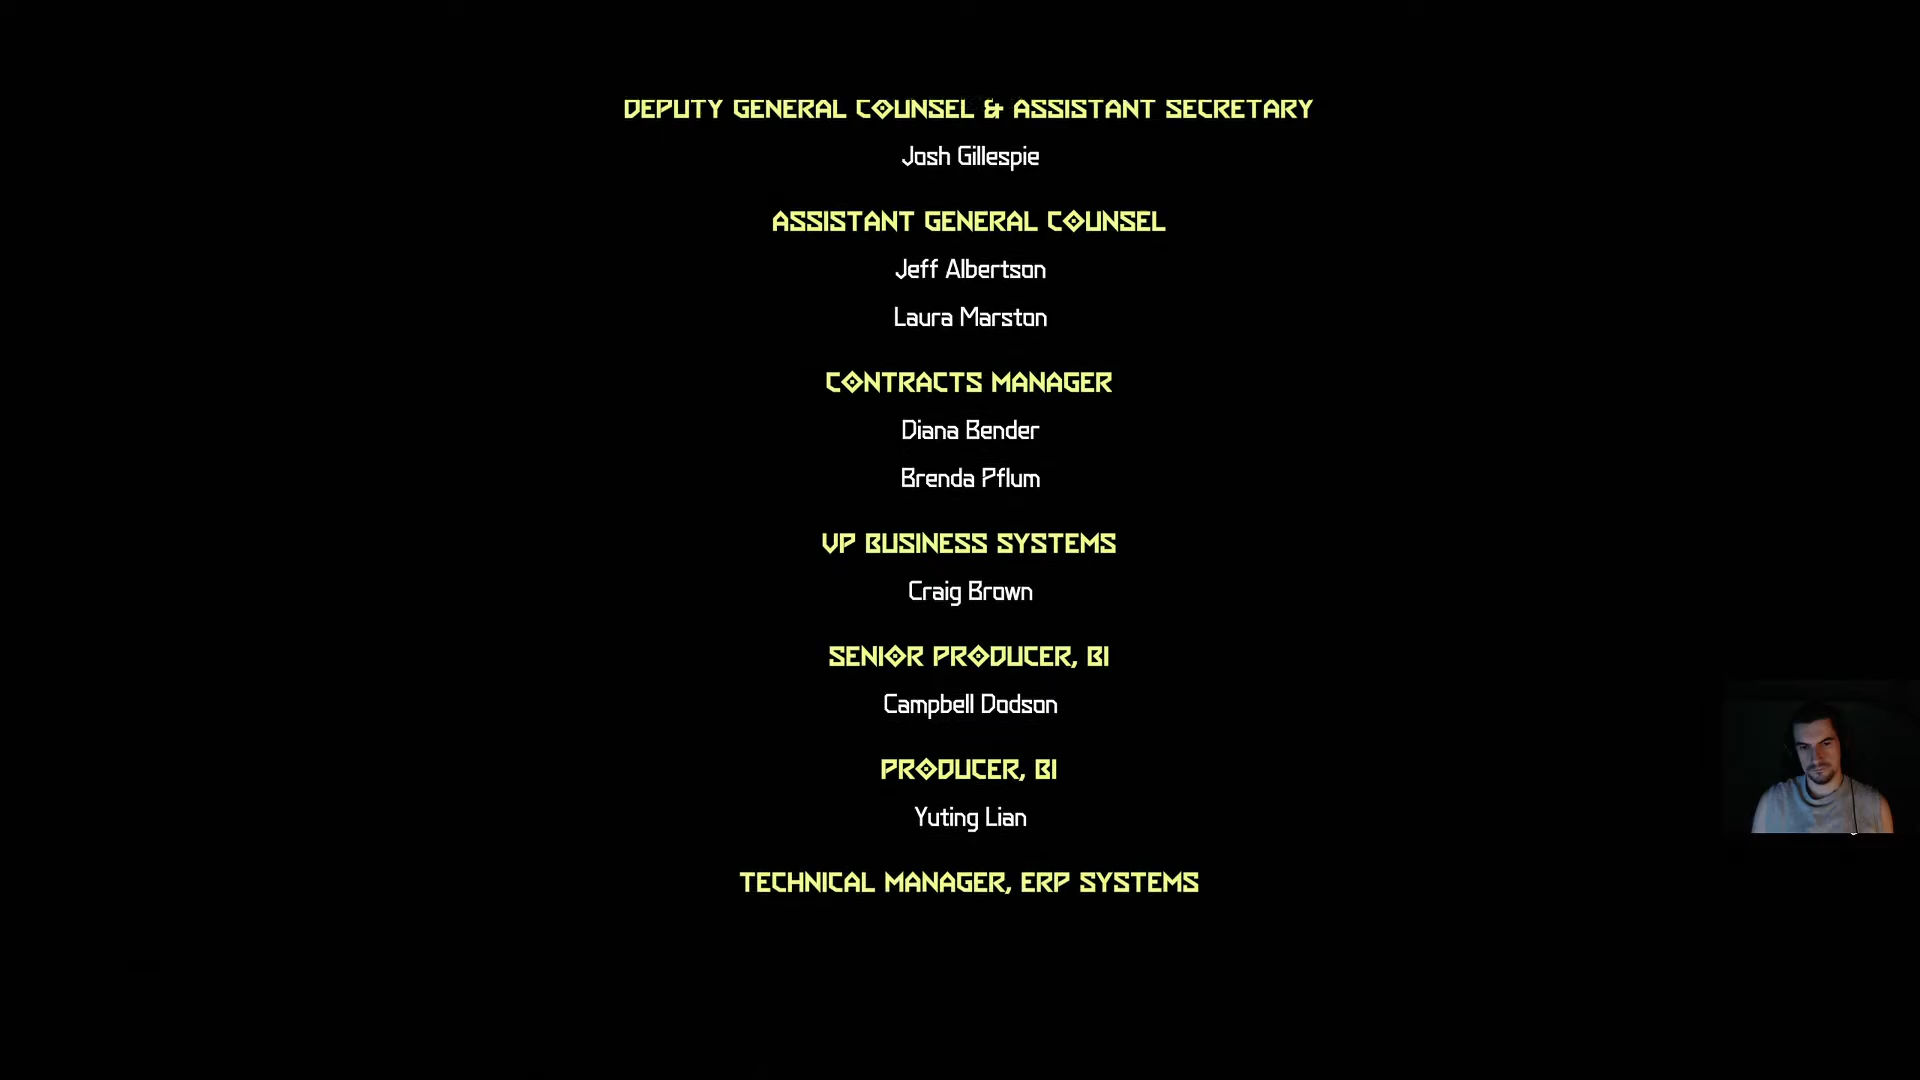 DEPUTY GENERAL COUNSEL & ASSISTANT SECRETARY
Josh Gillespie
ASSISTANT GENERAL COUNSEL
Jeff Albertson
Laura Marston
CONTRACTS MANAGER
Diana Bender
Brenda Pflum
VP BUSINESS SYSTEMS
Craig Brown
SENIOR PRODUCER, BI
Campbell Dodson
PRODUCER, BI
Yuting Lian
TECHNICAL MANAGER, ERP SYSTEMS